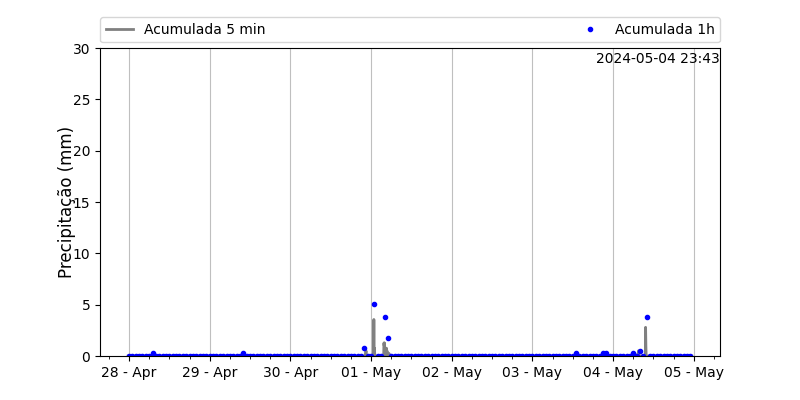 Acumulada 5 min
Acumulada 1h
2024-05-04 23:43
Precipitação (mm)
30
25
20
15
10
5
0
28 - Apr
29 - Apr
30 - Apr
01 - May
02 - May
03 - May
04 - May
05 - May